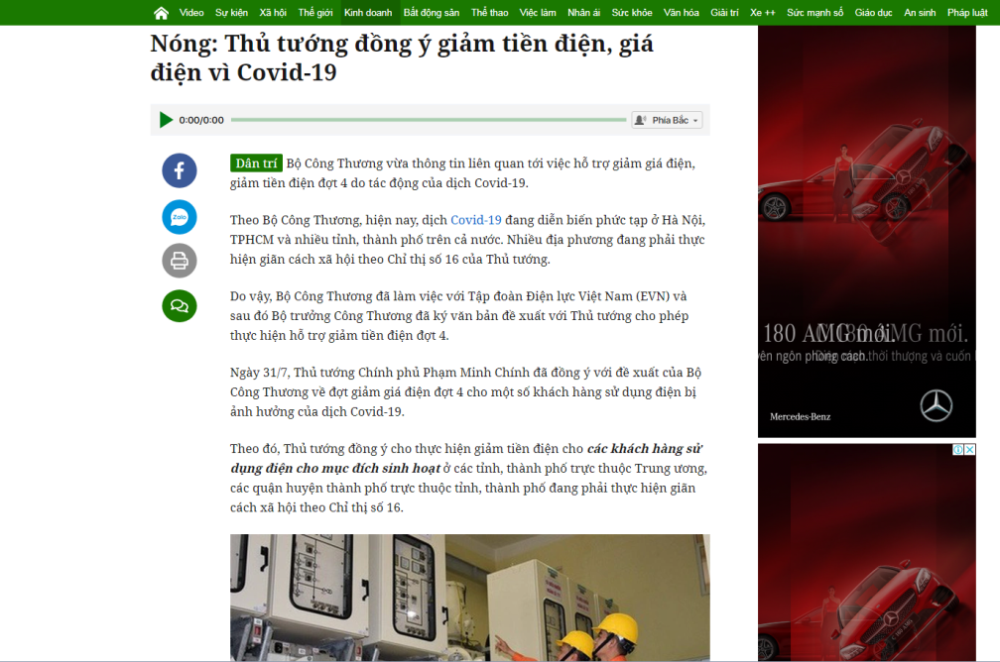 Video Sự kiện Xã hội Thế giới Kinh doanh Bất động sản Thể thao Việc làm Nhân ái Sức khỏe Văn hóa Giải trí Xe ++ Sức mạnh số Giáo dục An sinh Pháp luật
Nóng: Thủ tướng đồng ý giảm tiền điện, giá
điện vì Covid-19
0:00/0:00
Phía Bắc
Dân trí Bộ Công Thương vừa thông tin liên quan tới việc hỗ trợ giảm giá điện,
giảm tiền điện đợt 4 do tác động của dịch Covid-19.
Zalo
Theo Bộ Công Thương, hiện nay, dịch Covid-19 đang diễn biến phức tạp ở Hà Nội,
TPHCM và nhiều tỉnh, thành phố trên cả nước. Nhiều địa phương đang phải thực
hiện giãn cách xã hội theo Chỉ thị số 16 của Thủ tướng.
Do vậy, Bộ Công Thương đã làm việc với Tập đoàn Điện lực Việt Nam (EVN) và
sau đó Bộ trưởng Công Thương đã ký văn bản đề xuất với Thủ tướng cho phép
thực hiện hỗ trợ giảm tiền điện đợt 4.
Ngày 31/7, Thủ tướng Chính phủ Phạm Minh Chính đã đồng ý với đề xuất của Bộ
Công Thương về đợt giảm giá điện đợt 4 cho một số khách hàng sử dụng điện bị
ảnh hưởng của dịch Covid-19.
Theo đó, Thủ tướng đồng ý cho thực hiện giảm tiền điện cho các khách hàng sử
dụng điện cho mục đích sinh hoạt ở các tỉnh, thành phố trực thuộc Trung ương,
các quận huyện thành phố trực thuộc tỉnh, thành phố đang phải thực hiện giãn
cách xã hội theo Chỉ thị số 16.
180 AMG mới. AMG mới.
ngôn phong cách. thời thượng và cuốn
Mercedes-Benz